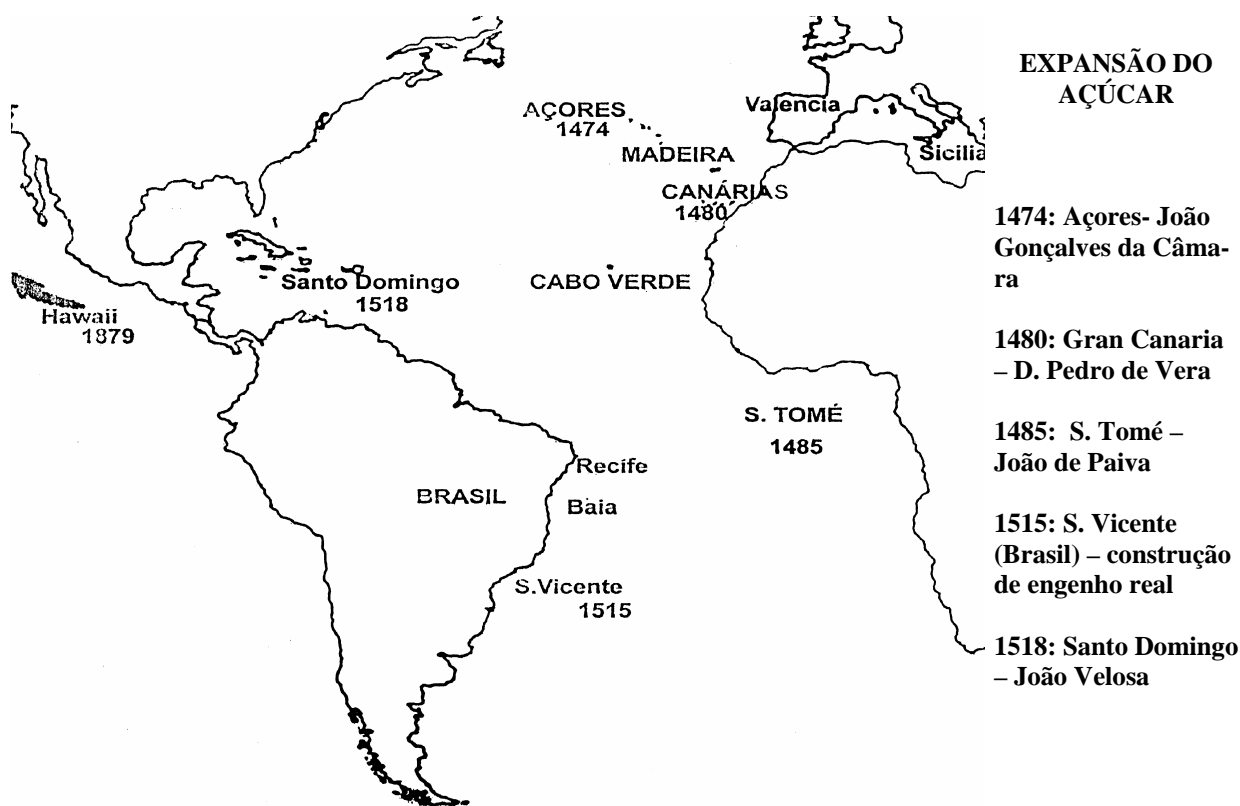 EXPANSÃO DO
AÇÚCAR
Valencia
AÇORES
1474
MADEIRA
Sicilia
CANÁRIAS
1480
1474: Açores- João
Gonçalves da Câma-
ra
Santo Domingo
1518
CABO VERDE
Hawaii
1879
1480: Gran Canaria
– D. Pedro de Vera
S. TOMÉ
1485
1485: S. Tomé –
João de Paiva
Recife
BRASIL
Baia
1515: S. Vicente
(Brasil) – construção
de engenho real
S.Vicente
1515
1518: Santo Domingo
– João Velosa